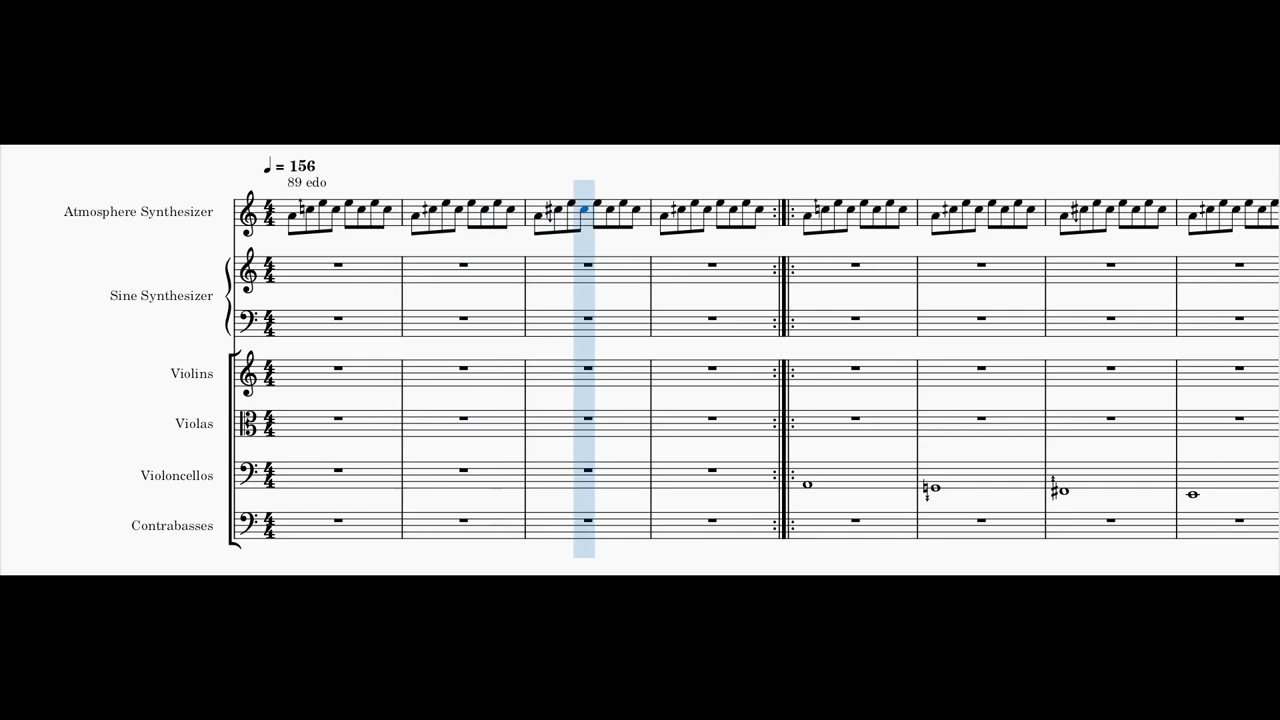 ♩ = 156
89 edo
Atmosphere Synthesizer
Sine Synthesizer
Violins
Violas
Violoncellos
Contrabasses